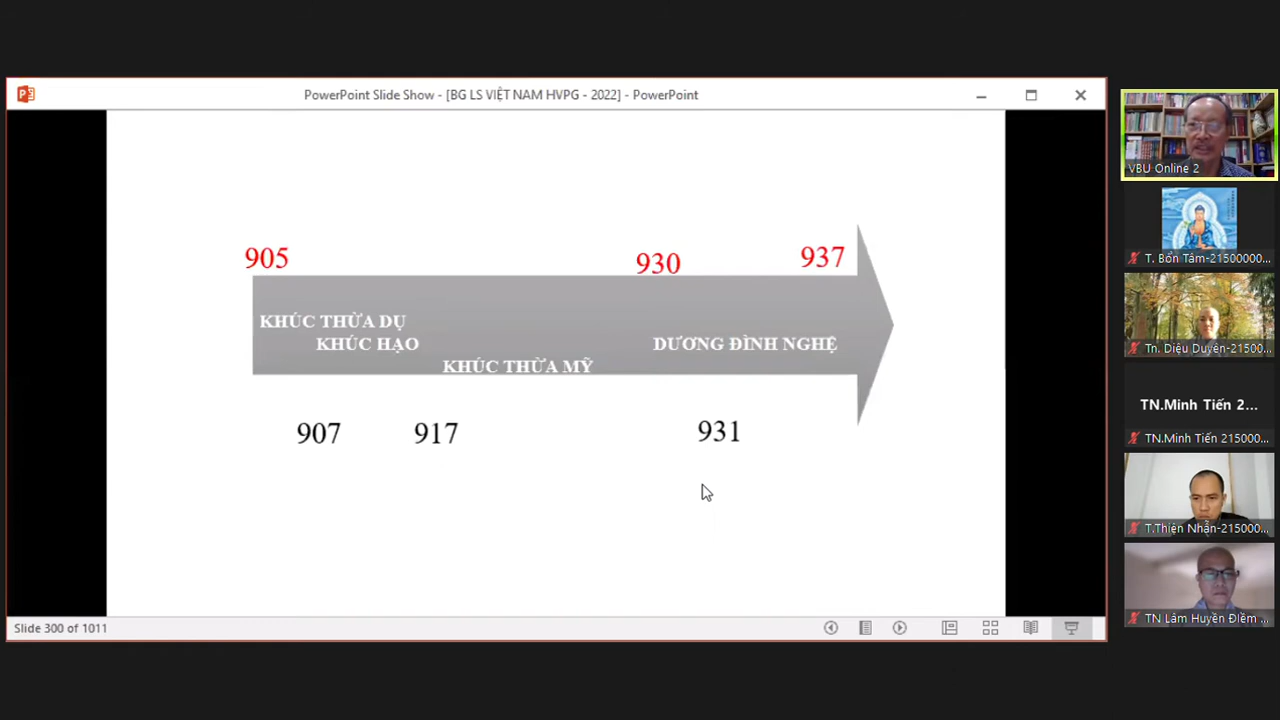 PowerPoint Slide Show - [BG LS VIỆT NAM HVPG - 2022] - PowerPoint
905
930
937
KHÚC THỪA DỤ
KHÚC HẠO
DƯƠNG ĐÌNH NGHỆ
KHÚC THỪA MỸ
907
917
931
Slide 300 of 1011
VBU Online 2
T. Bổn Tâm-21500000...
Tn. Diệu Duyên-21500...
TN.Minh Tiến 2...
TN.Minh Tiến 215000...
T.Thiện Nhẫn-215000...
TN Lâm Huyền Điềm ...